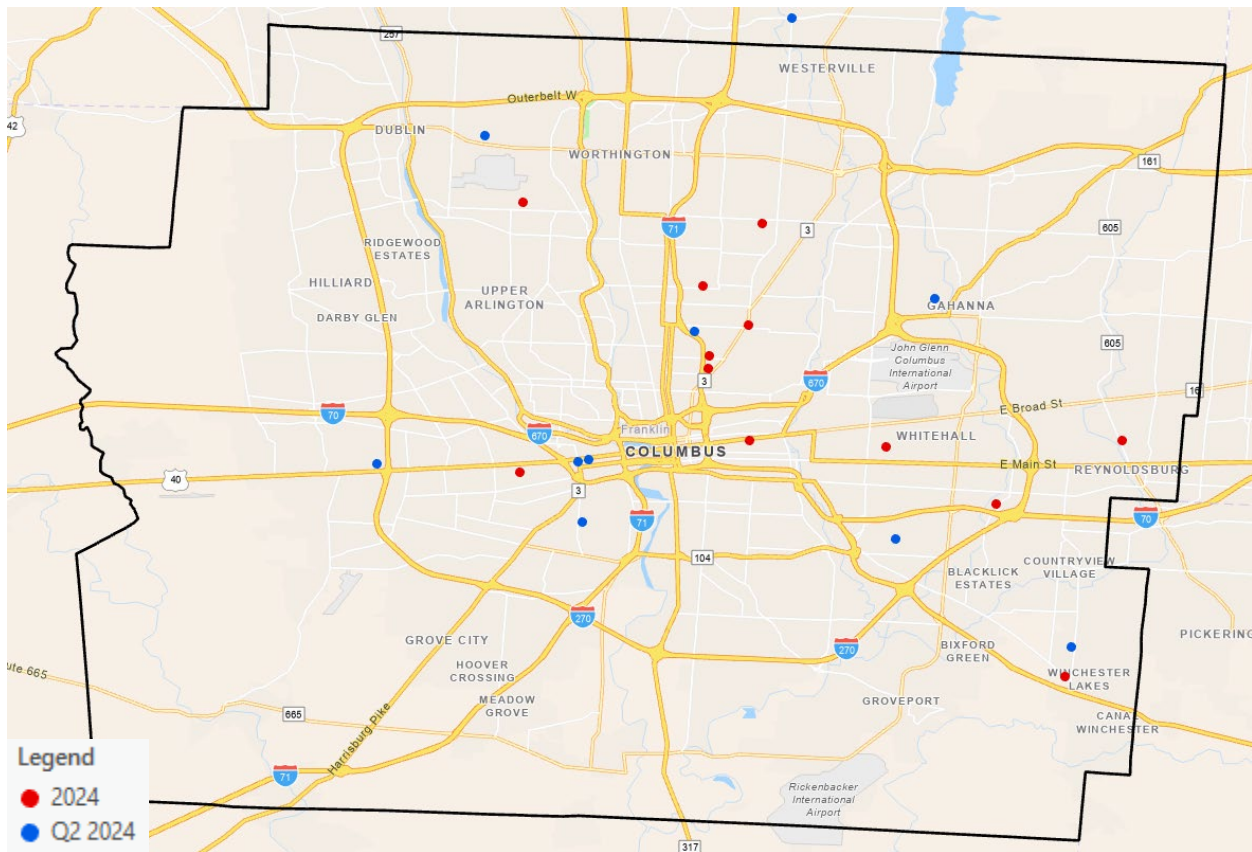 257
WESTERVILLE
Outerbelt W
42
DUBLIN
WORTHINGTON
161
71
3
605
RIDGEWOOD
ESTATES
HILLIARD
UPPER
ARLINGTON
GAHANNA
DARBY GLEN
John Glenn
Columbus
International
Airport
605
3
670
16
70
E Broad St
Franklin
670
WHITEHALL
COLUMBUS
E Main St
REYNOLDSBURG
40
3
71
70
104
COUNTRYVIEW
VILLAGE
BLACKLICK
ESTATES
270
PICKERING
GROVE CITY
270
BIXFORD
GREEN
ute 665
HOOVER
CROSSING
WINCHESTER
LAKES
MEADOW
GROVE
GROVEPORT
665
Harrisburg Pike
CANAL
WINCHESTER
71
Rickenbacker
International
Airport
317
Legend
2024
Q2 2024